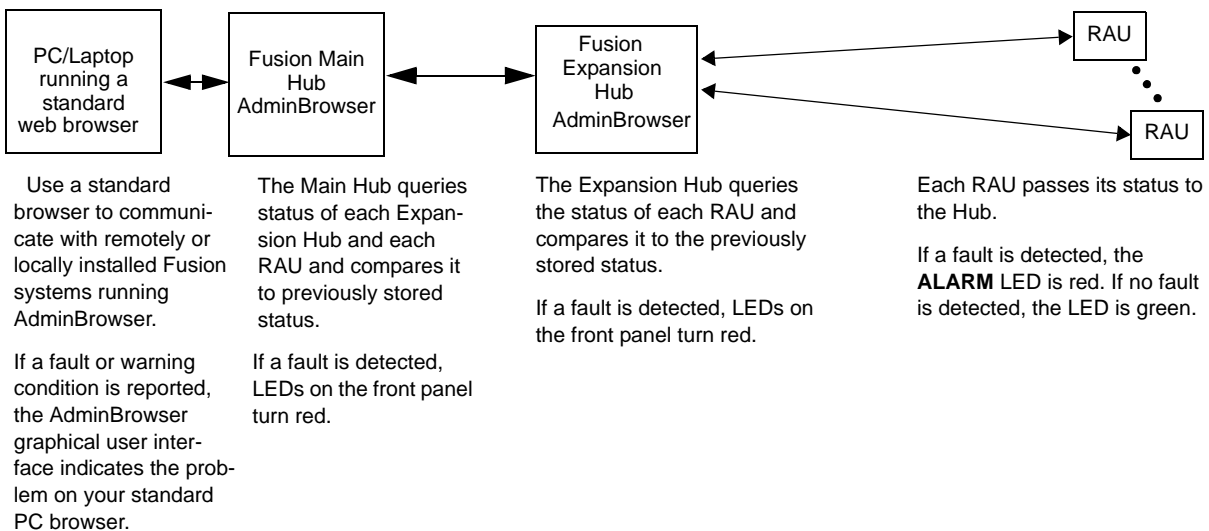 PC/Laptop
running a
standard
web browser
Fusion Main
Hub
AdminBrowser
Fusion
Expansion
Hub
AdminBrowser
RAU
RAU
Use a standard
browser to communi-
cate with remotely or
locally installed Fusion
systems running
AdminBrowser.
If a fault or warning
condition is reported,
the AdminBrowser
graphical user inter-
face indicates the prob-
lem on your standard
PC browser.
The Main Hub queries
status of each Expan-
sion Hub and each
RAU and compares it
to previously stored
status.
If a fault is detected,
LEDs on the front panel
turn red.
The Expansion Hub queries
the status of each RAU and
compares it to the previously
stored status.
If a fault is detected, LEDs on
the front panel turn red.
Each RAU passes its status to
the Hub.
If a fault is detected, the
ALARM LED is red. If no fault
is detected, the LED is green.